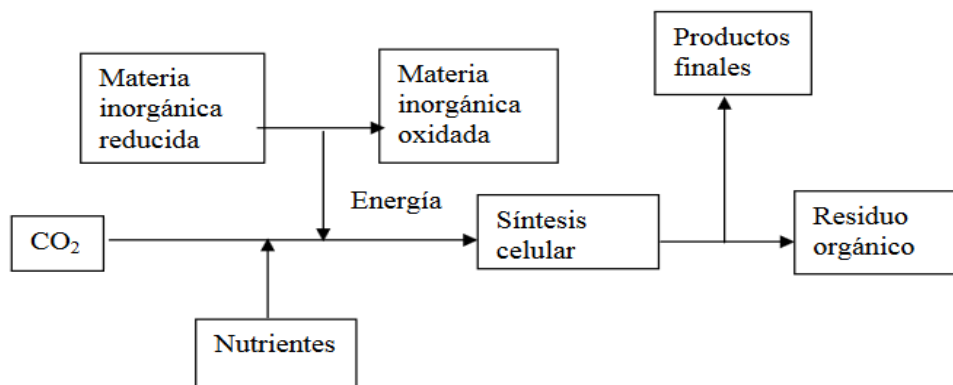 Productos
finales
Materia
inorgánica
reducida
Materia
inorgánica
oxidada
Energía
CO₂
Síntesis
celular
Residuo
orgánico
Nutrientes